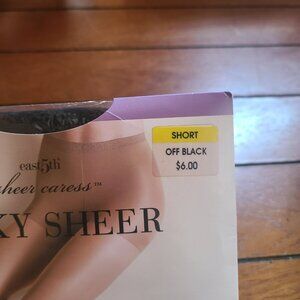 east5th
sheer caress™
KY SHEER
SHORT
OFF BLACK
$6.00